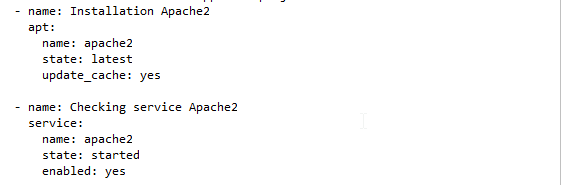 - name: Installation Apache2
  apt:
    name: apache2
    state: latest
    update_cache: yes

- name: Checking service Apache2
  service:
    name: apache2
    state: started
    enabled: yes